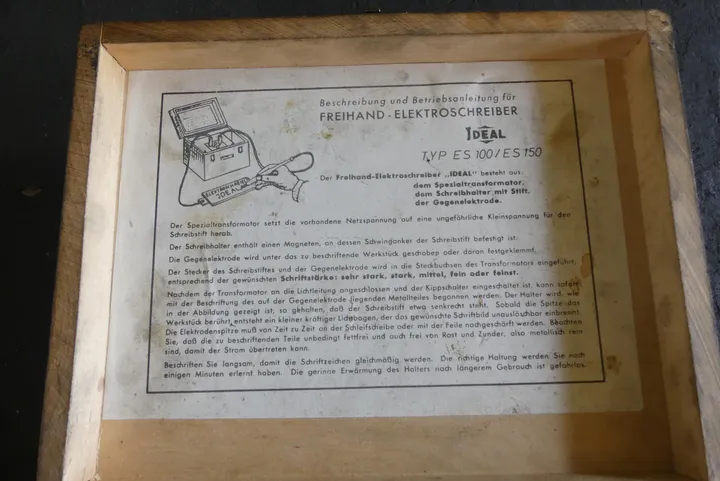 Beschreibung und Betriebsanleitung für
FREIHAND-ELEKTROSCHREIBER
IDEAL
TYP ES 100/ES 150
Der Freihand-Elektroschreiber „IDEAL" besteht aus:
dem Spezialtransformator,
dem Schreibhalter mit Stift,
der Gegenelektrode.
IDEAL
Der Spezialtransformator setzt die vorhandene Netzspannung auf eine ungefährliche Kleinspannung für den
Schreibstift herab.
Der Schreibhalter enthält einen Magneten, an dessen Schwinganker der Schreibstift befestigt ist.
Die Gegenelektrode wird unter das zu beschriftende Werkstück geschoben oder daran festgeklemmt.
Der Stecker des Schreibstiftes und der Gegenelektrode wird in die Steckbuchsen des Transformators eingeführt,
entsprechend der gewünschten Schriftstärke: sehr stark, stark, mittel, fein oder feinst.
Nachdem der Transformator an die Lichtleitung angeschlossen und der Kippschalter eingeschaltet ist, kann sofort
mit der Beschriftung des auf der Gegenelektrode liegenden Metallteiles begonnen werden. Der Halter wird, wie
in der Abbildung gezeigt ist, so gehalten, daß der Schreibstift etwa senkrecht steht. Sobald die Spitze das
Werkstück berührt, entsteht ein kleiner kräftiger Lichtbogen, der das gewünschte Schriftbild unauslöschbar einbrennt.
Die Elektrodenspitze muß von Zeit zu Zeit an der Schleifscheibe oder mit der Feile nachgeschärft werden. Beachten
Sie, daß die zu beschriftenden Teile unbedingt fettfrei und auch frei von Rost und Zunder, also metallisch rein
sind, damit der Strom übertreten kann.
Beschriften Sie langsam, damit die Schriftzeichen gleichmäßig werden. Die richtige Haltung werden Sie nach
einigen Minuten erlernt haben. Die geringe Erwärmung des Halters nach längerem Gebrauch ist gefahrlos.